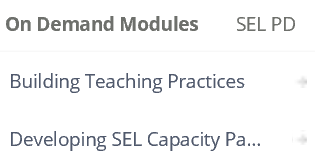 On Demand Modules SEL PD
Building Teaching Practices
Developing SEL Capacity Pa...